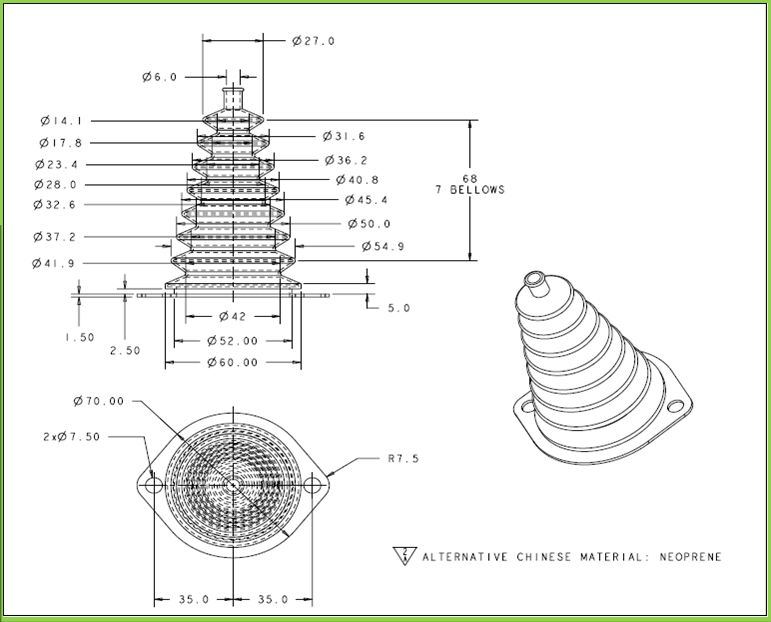 Ø27.0
Ø6.0
Ø14.1
Ø31.6
Ø17.8
Ø36.2
Ø23.4
68
Ø40.8
7 BELLOWS
Ø28.0
Ø45.4
Ø32.6
Ø50.0
Ø37.2
Ø54.9
Ø41.9
5.0
Ø42
1.50
Ø52.00
2.50
Ø60.00
Ø70.00
2xØ7.50
R7.5
2
A
ALTERNATIVE CHINESE MATERIAL: NEOPRENE
35.0 35.0